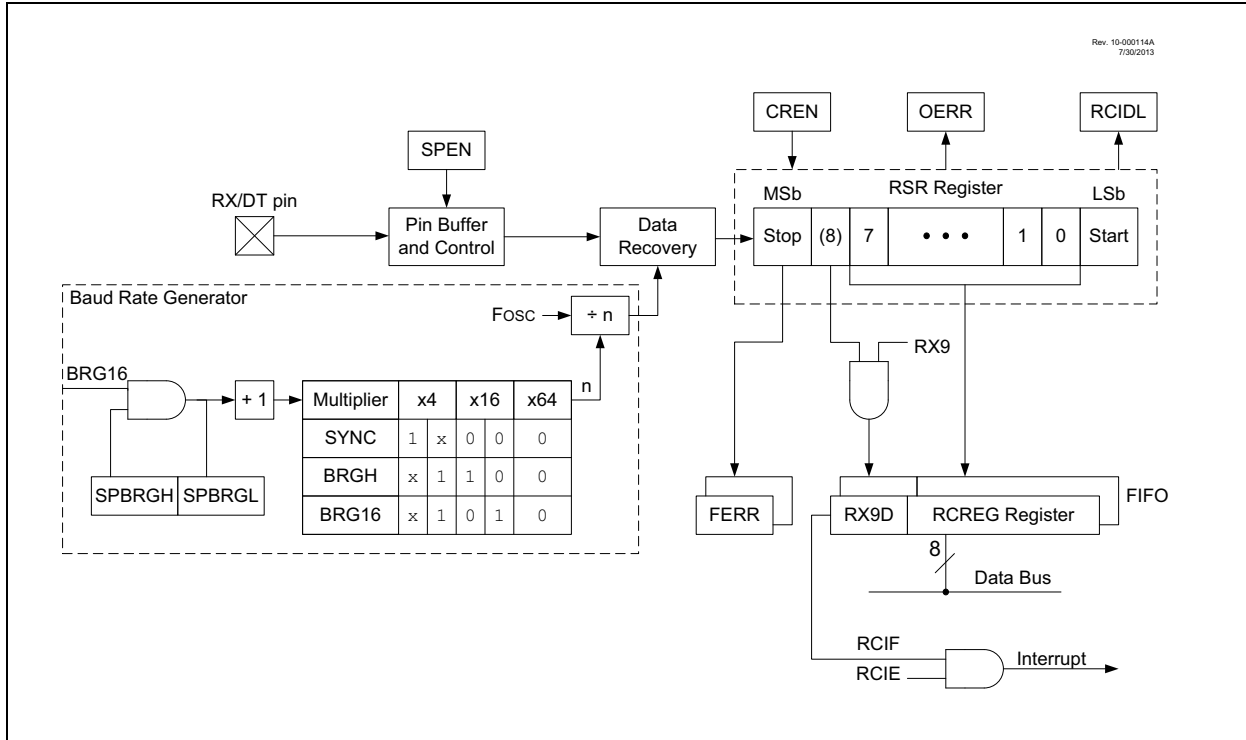 Rev. 10-000114A
7/30/2013
CREN
OERR
RCIDL
SPEN
MSb
RSR Register
LSb
RX/DT pin
Pin Buffer
and Control
Data
Recovery
Stop (8) 7 • • • 1 0 Start
Baud Rate Generator
FOSC
÷ n
RX9
BRG16
+ 1
n
Multiplier x4 x16 x64
SYNC 1 x 0 0 0
BRGH x 1 1 0 0
BRG16 x 1 0 1 0
SPBRGH SPBRGL
FERR
RX9D
RCREG Register
FIFO
8
Data Bus
RCIF
RCIE
Interrupt